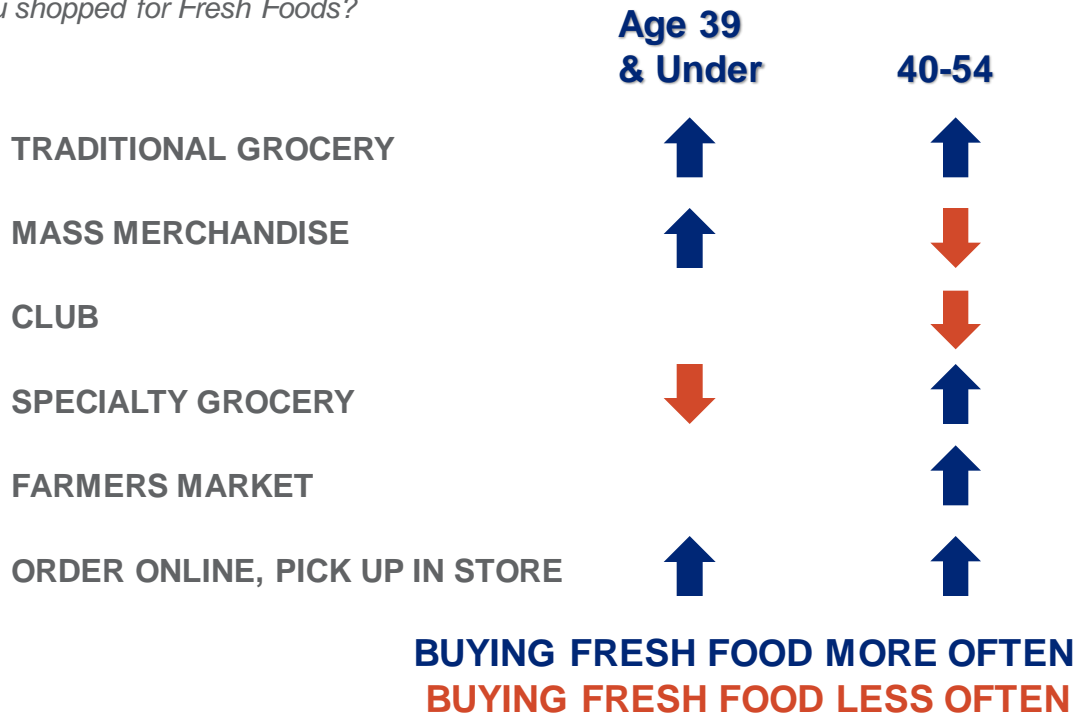 shopped for Fresh Foods?
Age 39
& Under
40-54
TRADITIONAL GROCERY
MASS MERCHANDISE
CLUB
SPECIALTY GROCERY
FARMERS MARKET
ORDER ONLINE, PICK UP IN STORE
BUYING FRESH FOOD MORE OFTEN
BUYING FRESH FOOD LESS OFTEN